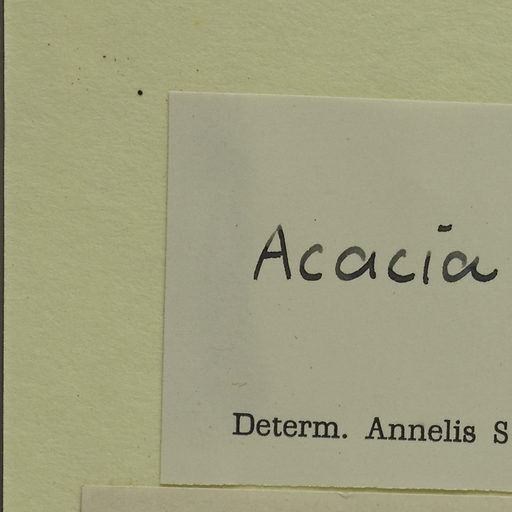 Acacia
Determ. Annelis S